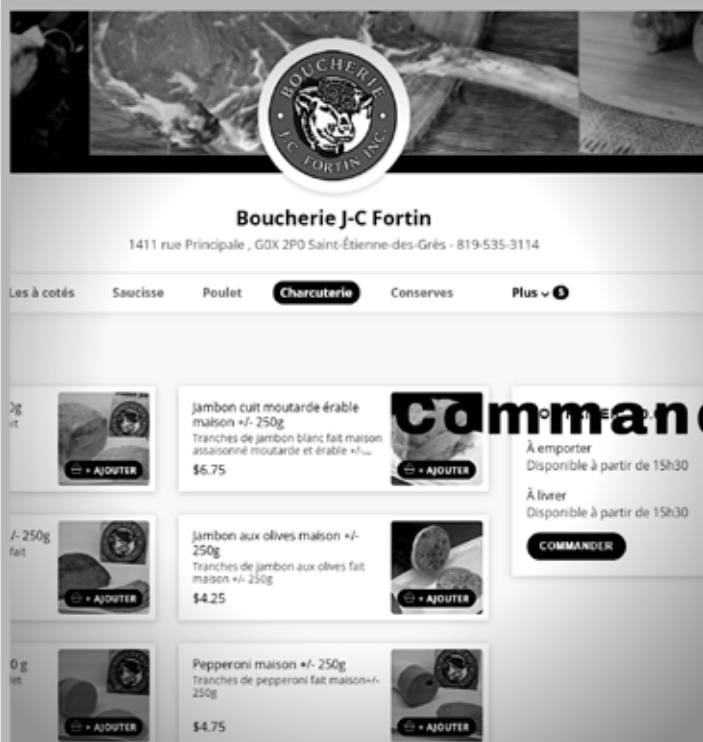 BOUCHERIE
J.C. FORTIN INC.
Boucherie J-C Fortin
1411 rue Principale , G0X 2P0 Saint-Étienne-des-Grès - 819-535-3114
Les à cotés
Saucisse
Poulet
Charcuterie
Conserves
Plus
5
+ AJOUTER
Jambon cuit moutarde érable
maison +/- 250g
Tranches de jambon blanc fait maison
assaisonné moutarde et érable +/-...
$6.75
+ AJOUTER
Command
À emporter
Disponible à partir de 15h30
À livrer
Disponible à partir de 15h30
COMMANDER
/- 250g
fait
+ AJOUTER
Jambon aux olives maison +/-
250g
Tranches de jambon aux olives fait
maison +/- 250g
$4.25
+ AJOUTER
0 g
let
+ AJOUTER
Pepperoni maison +/- 250g
Tranches de pepperoni fait maison+/-
250g
$4.75
+ AJOUTER